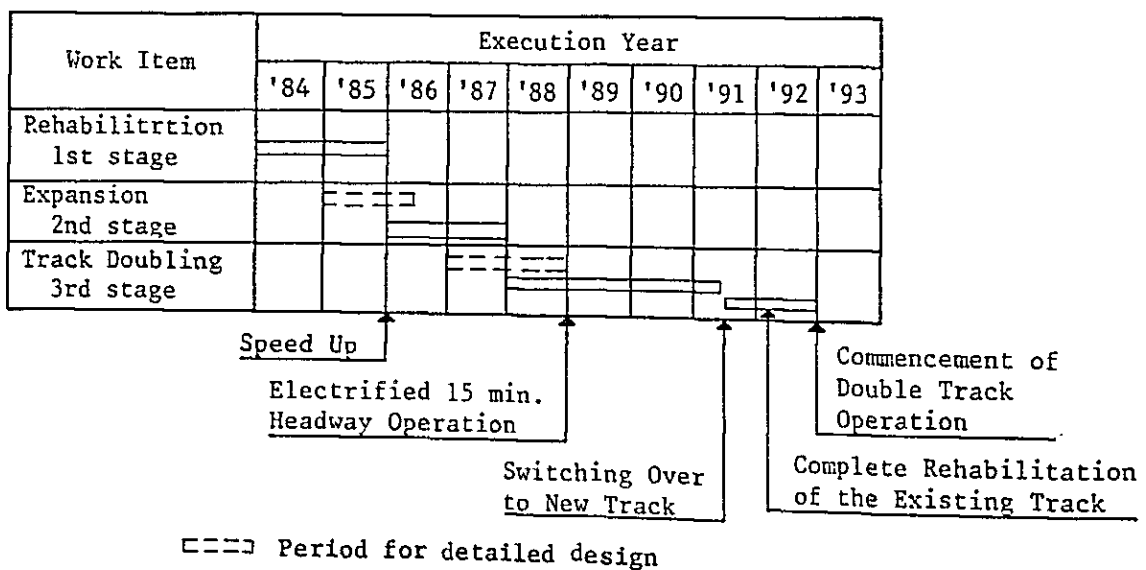 Work Item
Execution Year
'84 '85 '86 '87 '88 '89 '90 '91 '92 '93
Rehabilitrtion
1st stage
Expansion
2nd stage
Track Doubling
3rd stage
Speed Up
Electrified 15 min.
Headway Operation
Switching Over
to New Track
Commencement of
Double Track
Operation
Complete Rehabilitation
of the Existing Track
Period for detailed design